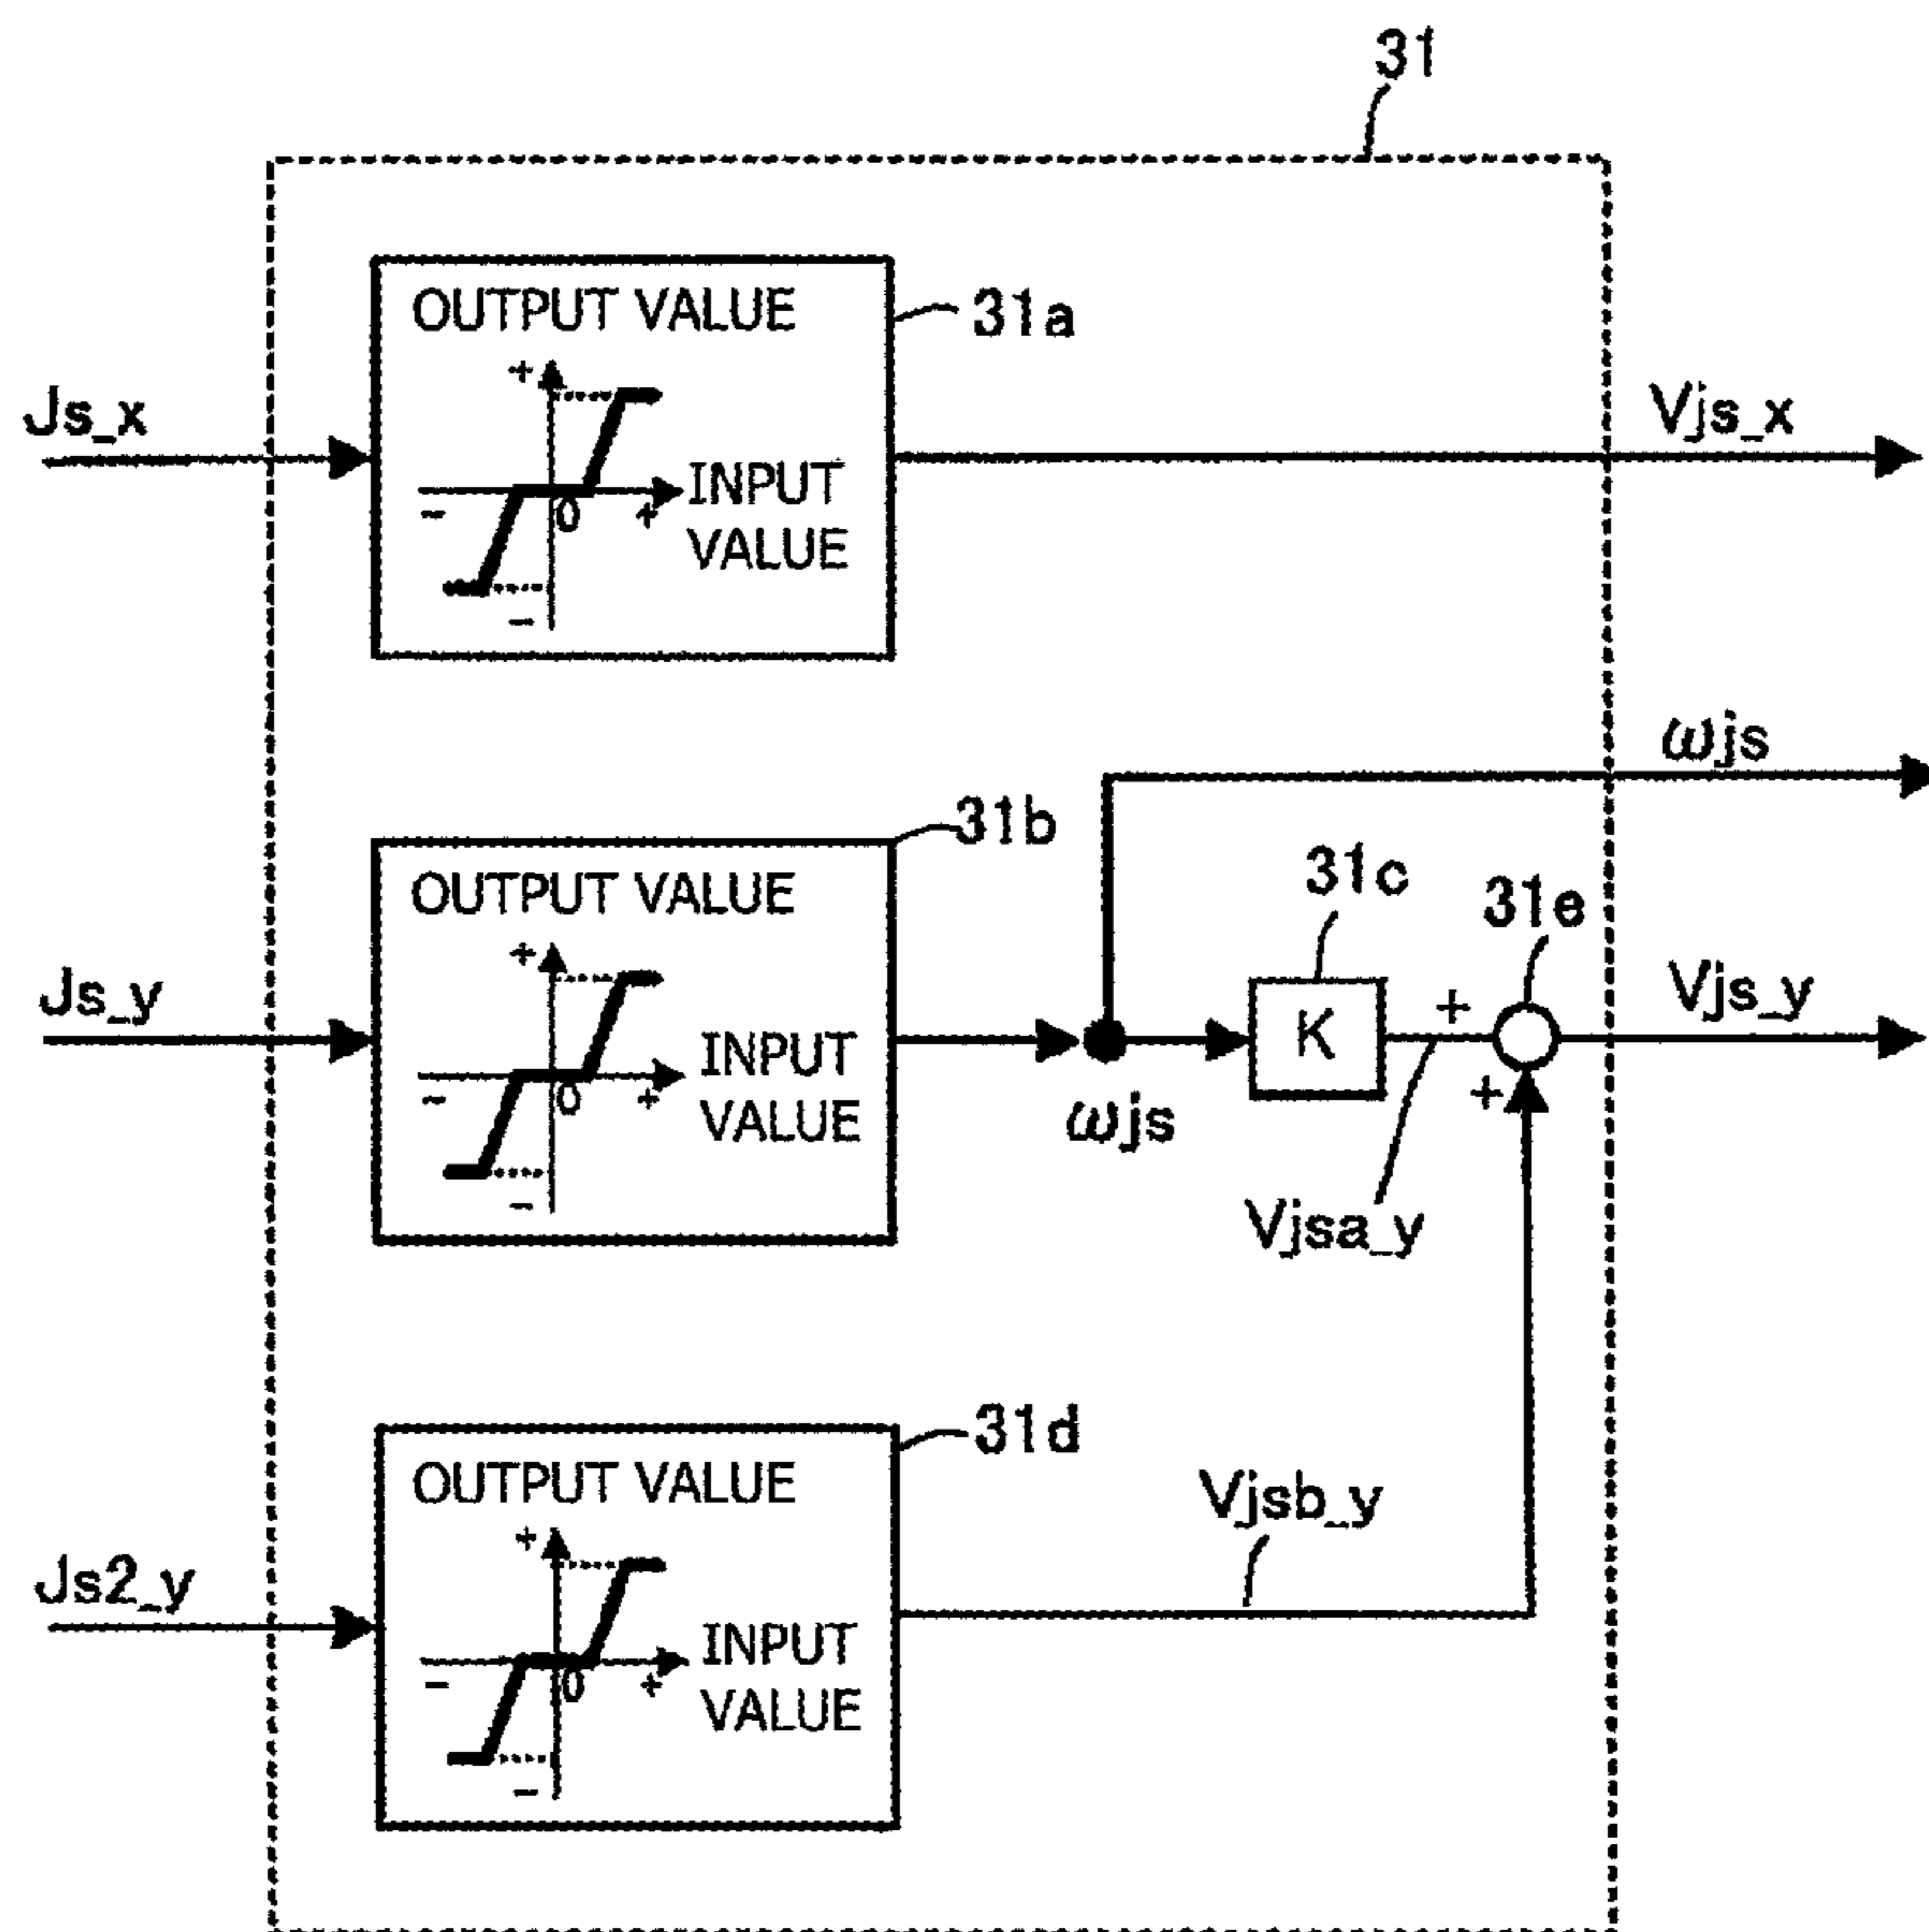 31
OUTPUT VALUE
31a
+
Js_x
Vjs_x
INPUT
- 0 +
VALUE
-
ωjs
31b
OUTPUT VALUE
31c
31e
+
Js_y
Vjs_y
INPUT
K
+
- 0 +
VALUE
+
ωjs
-
Vjsa_y
31d
OUTPUT VALUE
Vjsb_y
+
Js2_y
INPUT
- 0 +
VALUE
-